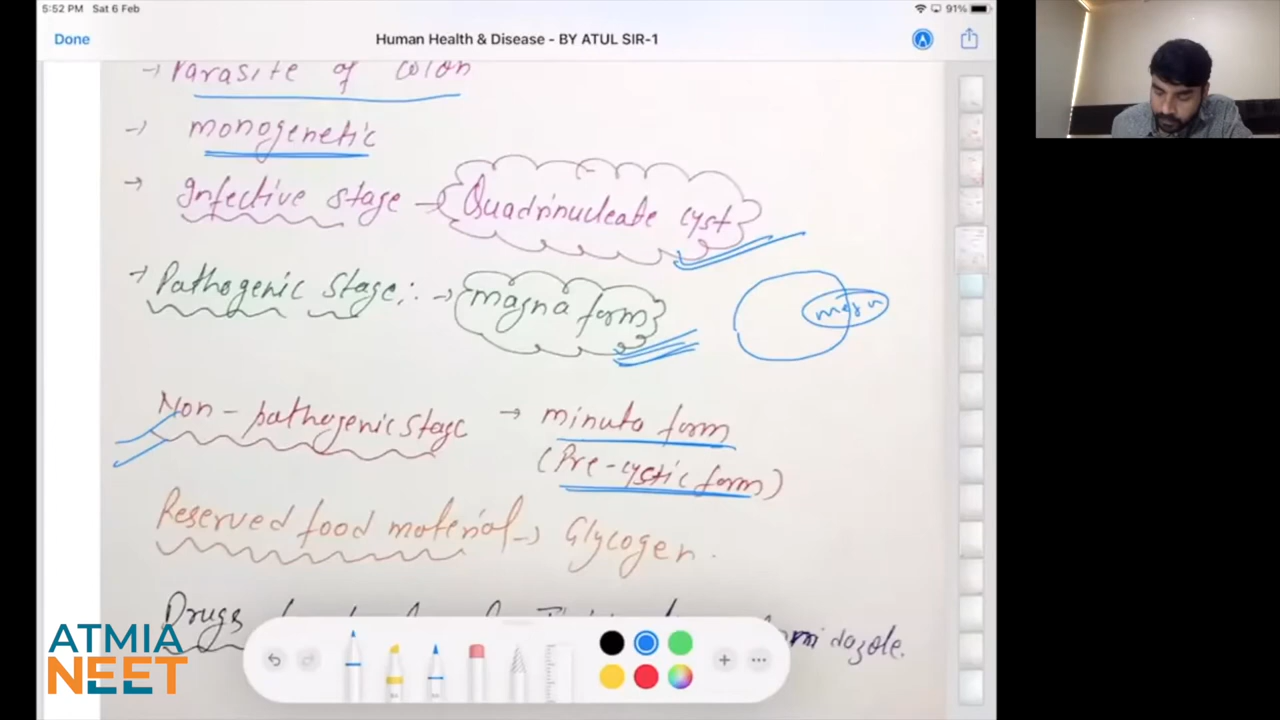 5:52 PM Sat 6 Feb
91%
Done
Human Health & Disease - BY ATUL SIR-1
→ Parasite of Colon
→ monogenetic
→ Infective stage → Quadrinucleate cyst
→ Pathogenic stage:. → magna form
Non-pathogenic stage → minuta form
(Pre-cystic form)
Reserved food material → Glycogen.
Drugs
ATMIA
NEET